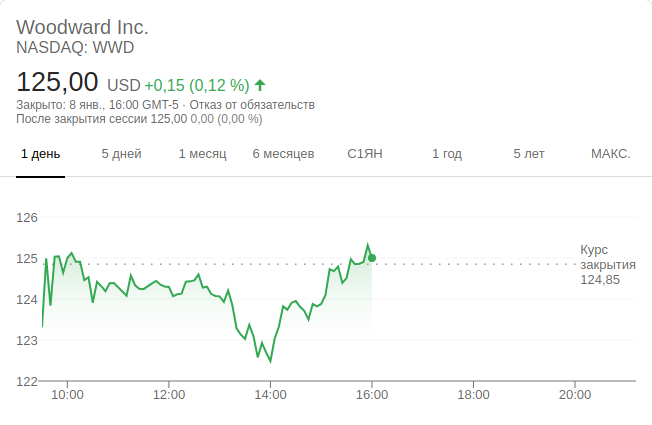 Woodward Inc.
NASDAQ: WWD
125,00 USD +0,15 (0,12 %)
Закрыто: 8 янв., 16:00 GMT-5 · Отказ от обязательств
После закрытия сессии 125,00 0,00 (0,00 %)
1 день 5 дней 1 месяц 6 месяцев С1ЯН 1 год 5 лет МАКС.
126
125
124
123
122
Курс
закрытия
124,85
10:00 12:00 14:00 16:00 18:00 20:00